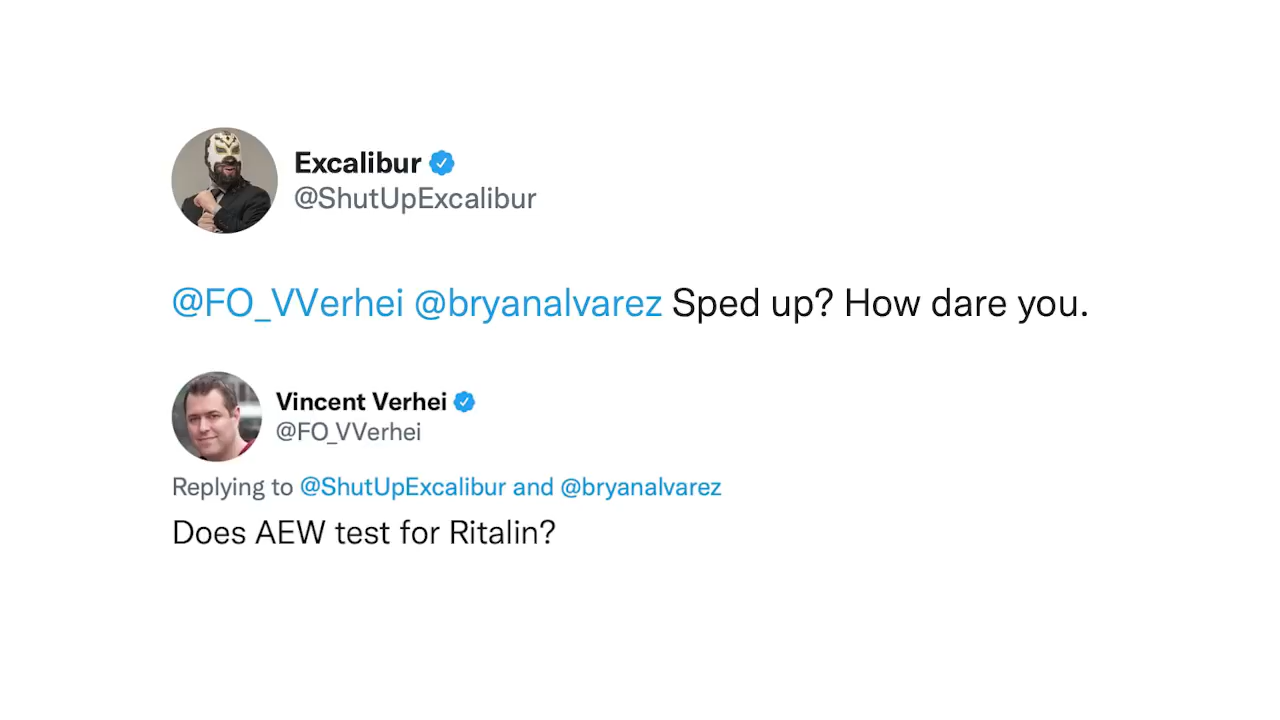 Excalibur
@ShutUpExcalibur
@FO_VVerhei @bryanalvarez Sped up? How dare you.
Vincent Verhei
@FO_VVerhei
Replying to @ShutUpExcalibur and @bryanalvarez
Does AEW test for Ritalin?